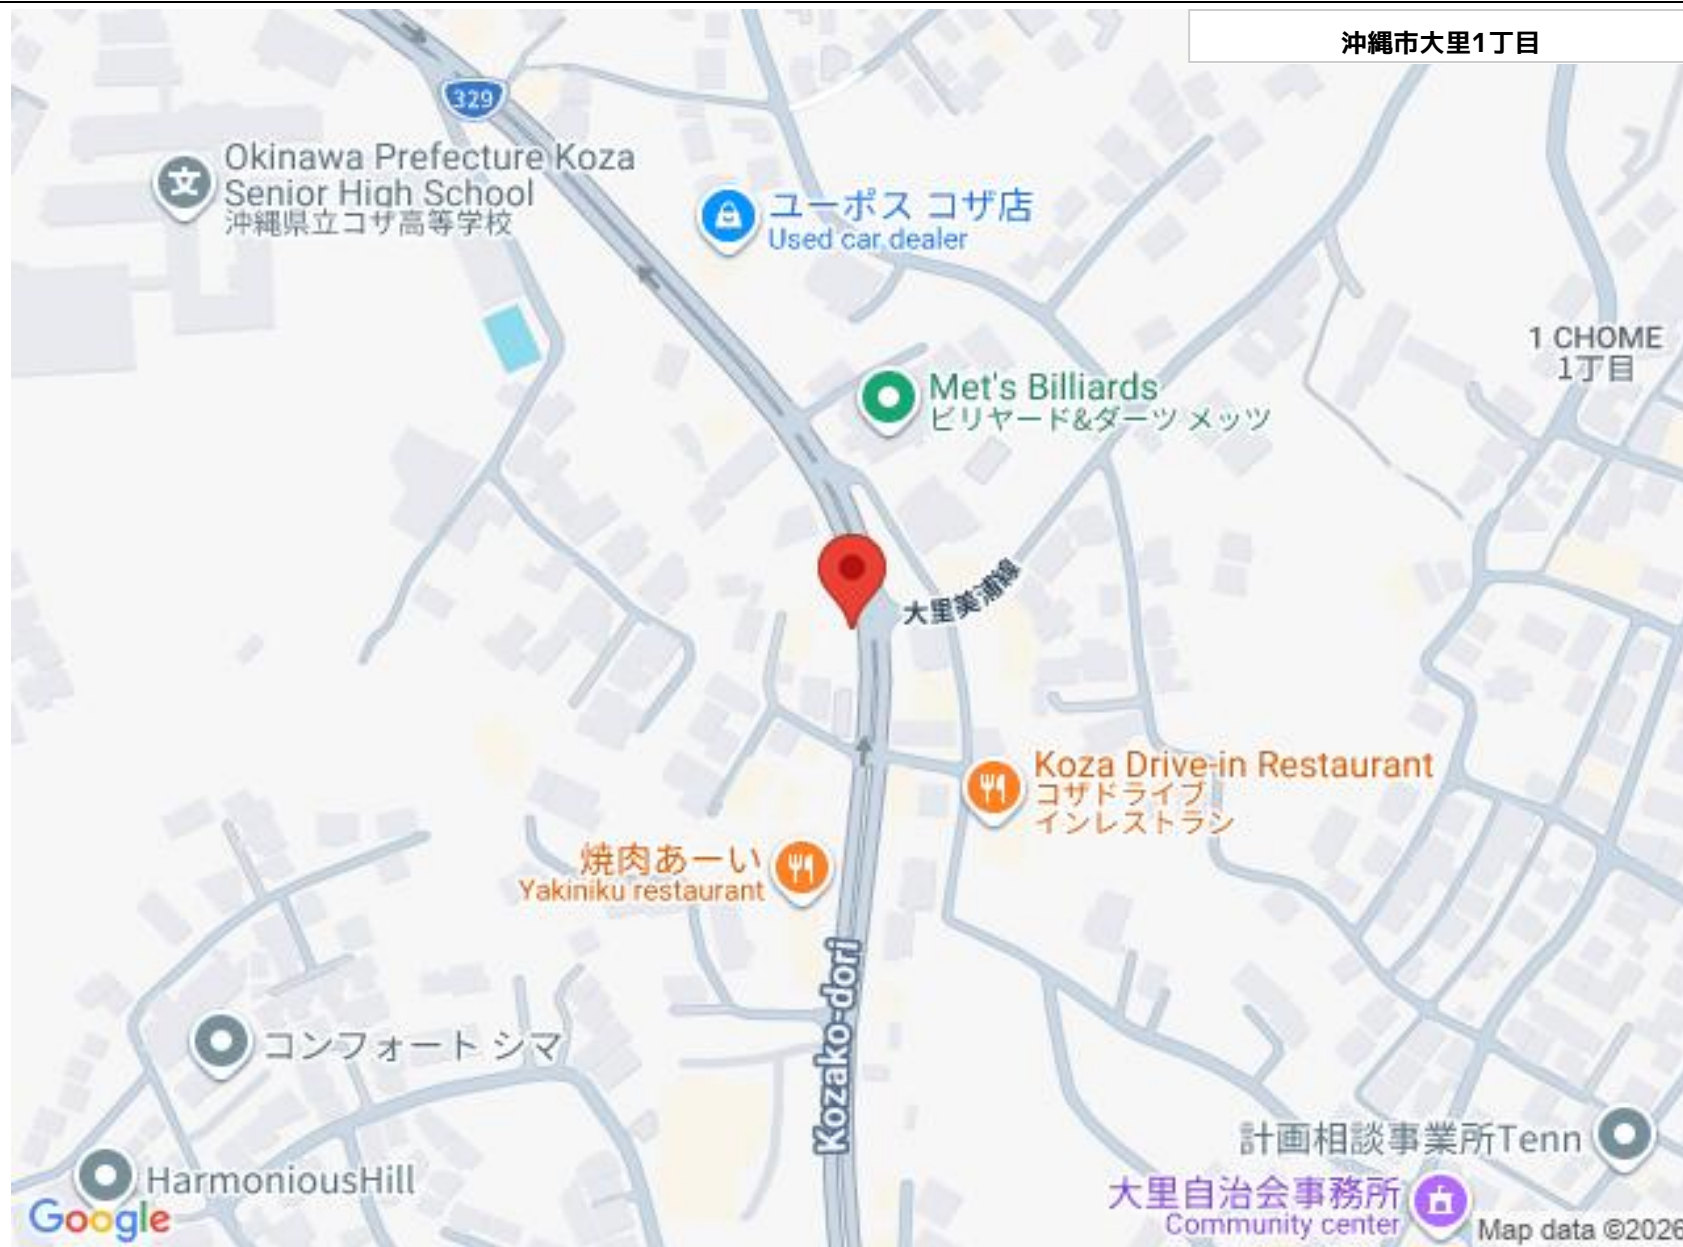 沖縄市大里1丁目
329
Okinawa Prefecture Koza
Senior High School
沖縄県立コザ高等学校
ユーポス コザ店
Used car dealer
1 CHOME
1丁目
Met's Billiards
ビリヤード&ダーツ メッツ
大里美浦線
Koza Drive-in Restaurant
コザドライブ
インレストラン
焼肉あーい
Yakiniku restaurant
Kozako-dori
コンフォート シマ
計画相談事業所Tenn
HarmoniousHill
大里自治会事務所
Community center
Google
Map data ©2026